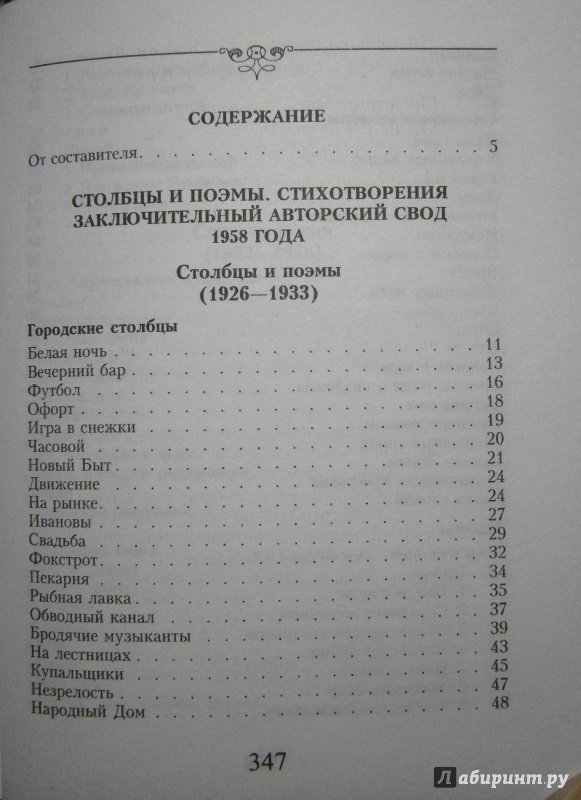 СОДЕРЖАНИЕ
От составителя. . . . . . . . . . . . . . . . . . . 5
СТОЛБЦЫ И ПОЭМЫ. СТИХОТВОРЕНИЯ
ЗАКЛЮЧИТЕЛЬНЫЙ АВТОРСКИЙ СВОД
1958 ГОДА
Столбцы и поэмы
(1926—1933)
Городские столбцы
Белая ночь . . . . . . . . . . . . . . . . . . . . 11
Вечерний бар . . . . . . . . . . . . . . . . . . . 13
Футбол . . . . . . . . . . . . . . . . . . . . . . 16
Офорт . . . . . . . . . . . . . . . . . . . . . . 18
Игра в снежки . . . . . . . . . . . . . . . . . . 19
Часовой . . . . . . . . . . . . . . . . . . . . . 20
Новый Быт . . . . . . . . . . . . . . . . . . . . 21
Движение . . . . . . . . . . . . . . . . . . . . 24
На рынке. . . . . . . . . . . . . . . . . . . . . 24
Ивановы . . . . . . . . . . . . . . . . . . . . . 27
Свадьба . . . . . . . . . . . . . . . . . . . . . 29
Фокстрот. . . . . . . . . . . . . . . . . . . . . 32
Пекарня . . . . . . . . . . . . . . . . . . . . . 34
Рыбная лавка . . . . . . . . . . . . . . . . . . 35
Обводный канал . . . . . . . . . . . . . . . . . 37
Бродячие музыканты . . . . . . . . . . . . . . . 39
На лестницах . . . . . . . . . . . . . . . . . . 43
Купальщики . . . . . . . . . . . . . . . . . . . 45
Незрелость . . . . . . . . . . . . . . . . . . . 47
Народный Дом . . . . . . . . . . . . . . . . . . 48
347
Лабиринт.ру